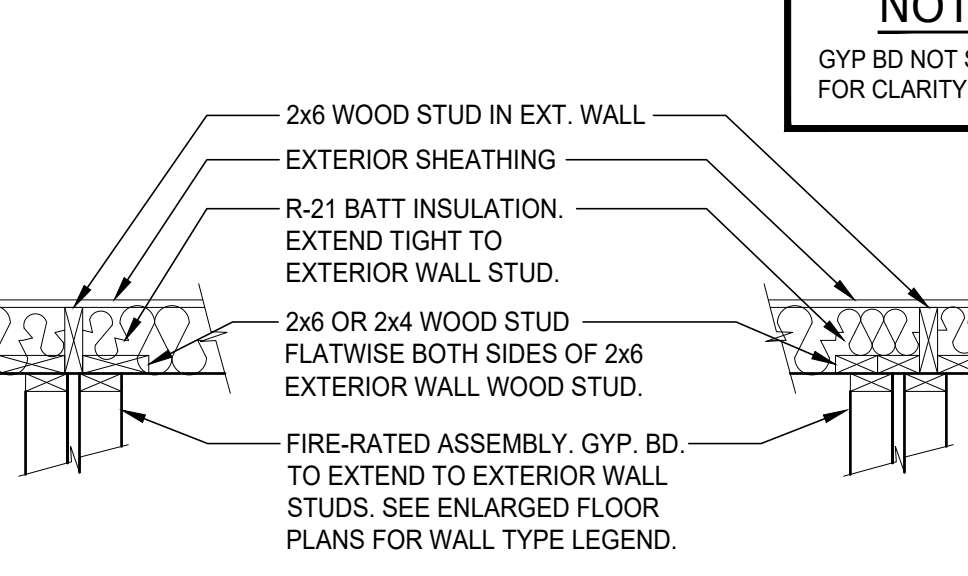 NOT
GYP BD NOT
FOR CLARITY
2x6 WOOD STUD IN EXT. WALL
EXTERIOR SHEATHING
R-21 BATT INSULATION.
EXTEND TIGHT TO
EXTERIOR WALL STUD.
2x6 OR 2x4 WOOD STUD
FLATWISE BOTH SIDES OF 2x6
EXTERIOR WALL WOOD STUD.
FIRE-RATED ASSEMBLY. GYP. BD.
TO EXTEND TO EXTERIOR WALL
STUDS. SEE ENLARGED FLOOR
PLANS FOR WALL TYPE LEGEND.